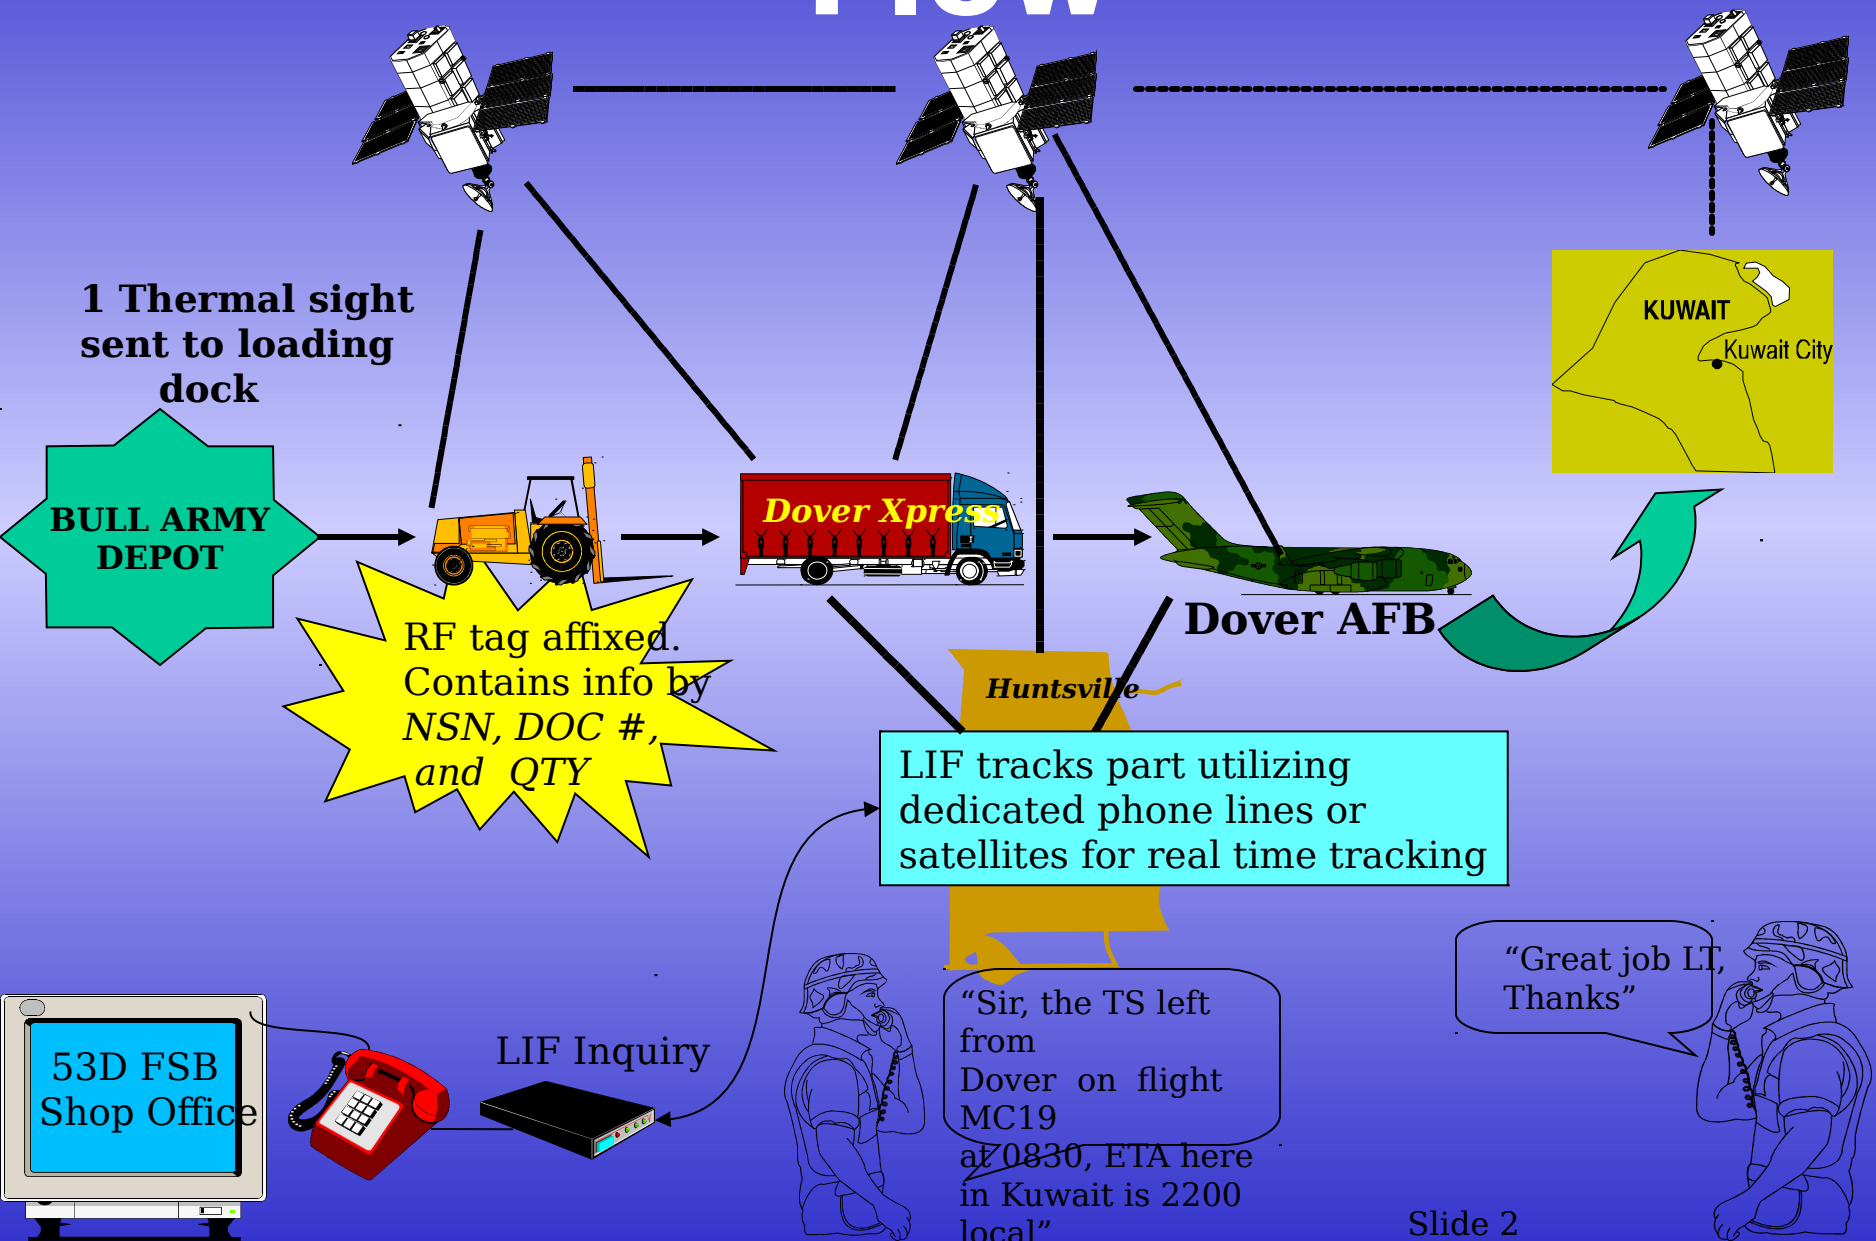 Flow
1 Thermal sight
sent to loading
dock
KUWAIT
Kuwait City
BULL ARMY
DEPOT
Dover Xpress
Dover AFB
RF tag affixed.
Contains info by
NSN, DOC #,
and QTY
Huntsville
LIF tracks part utilizing
dedicated phone lines or
satellites for real time tracking
“Great job LT,
Thanks”
“Sir, the TS left
from
Dover on flight
MC19
at 0830, ETA here
in Kuwait is 2200
local”
LIF Inquiry
53D FSB
Shop Office
Slide 2